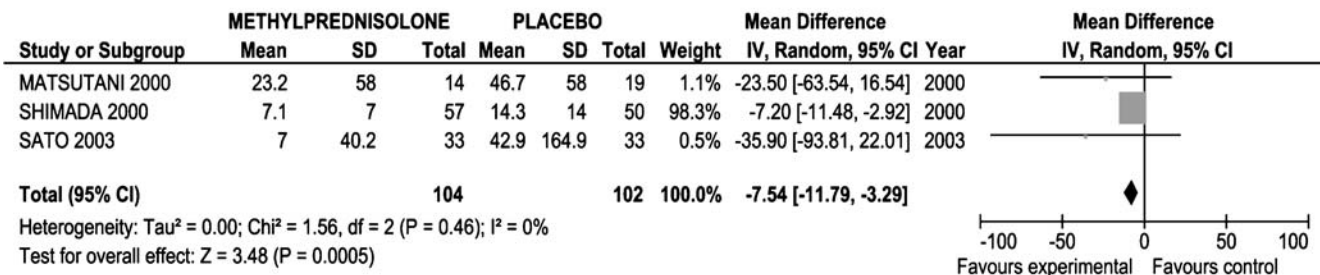 METHYLPREDNISOLONE PLACEBO Mean Difference Mean Difference
Study or Subgroup Mean SD Total Mean SD Total Weight IV, Random, 95% CI Year IV, Random, 95% CI
MATSUTANI 2000 23.2 58 14 46.7 58 19 1.1% -23.50 [-63.54, 16.54] 2000
SHIMADA 2000 7.1 7 57 14.3 14 50 98.3% -7.20 [-11.48, -2.92] 2000
SATO 2003 7 40.2 33 42.9 164.9 33 0.5% -35.90 [-93.81, 22.01] 2003
Total (95% CI) 104 102 100.0% -7.54 [-11.79, -3.29]
Heterogeneity: Tau² = 0.00; Chi² = 1.56, df = 2 (P = 0.46); I² = 0%
Test for overall effect: Z = 3.48 (P = 0.0005)
-100 -50 0 50 100
Favours experimental Favours control